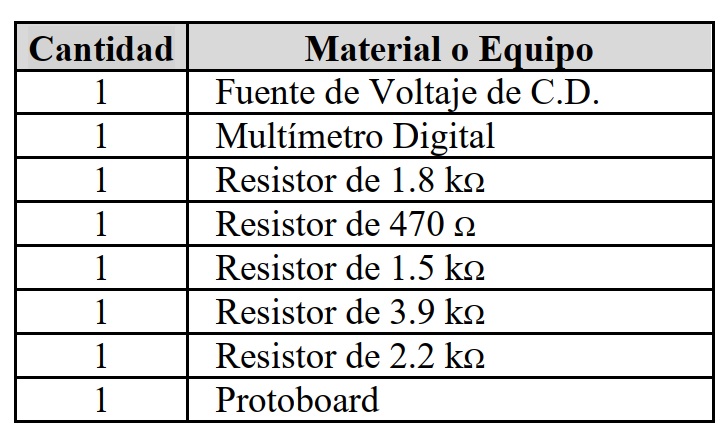 Cantidad Material o Equipo
1 Fuente de Voltaje de C.D.
1 Multímetro Digital
1 Resistor de 1.8 kΩ
1 Resistor de 470 Ω
1 Resistor de 1.5 kΩ
1 Resistor de 3.9 kΩ
1 Resistor de 2.2 kΩ
1 Protoboard